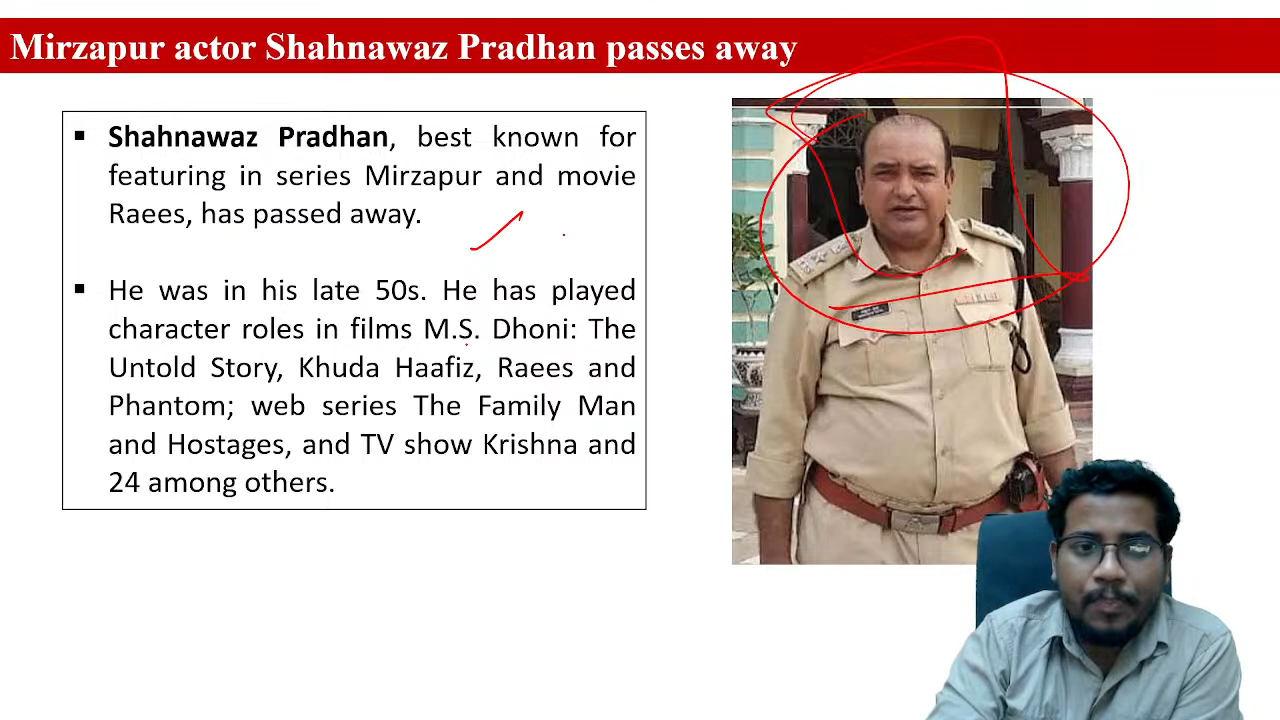 Mirzapur actor Shahnawaz Pradhan passes away
▪ Shahnawaz Pradhan, best known for
featuring in series Mirzapur and movie
Raees, has passed away.
▪ He was in his late 50s. He has played
character roles in films M.S. Dhoni: The
Untold Story, Khuda Haafiz, Raees and
Phantom; web series The Family Man
and Hostages, and TV show Krishna and
24 among others.